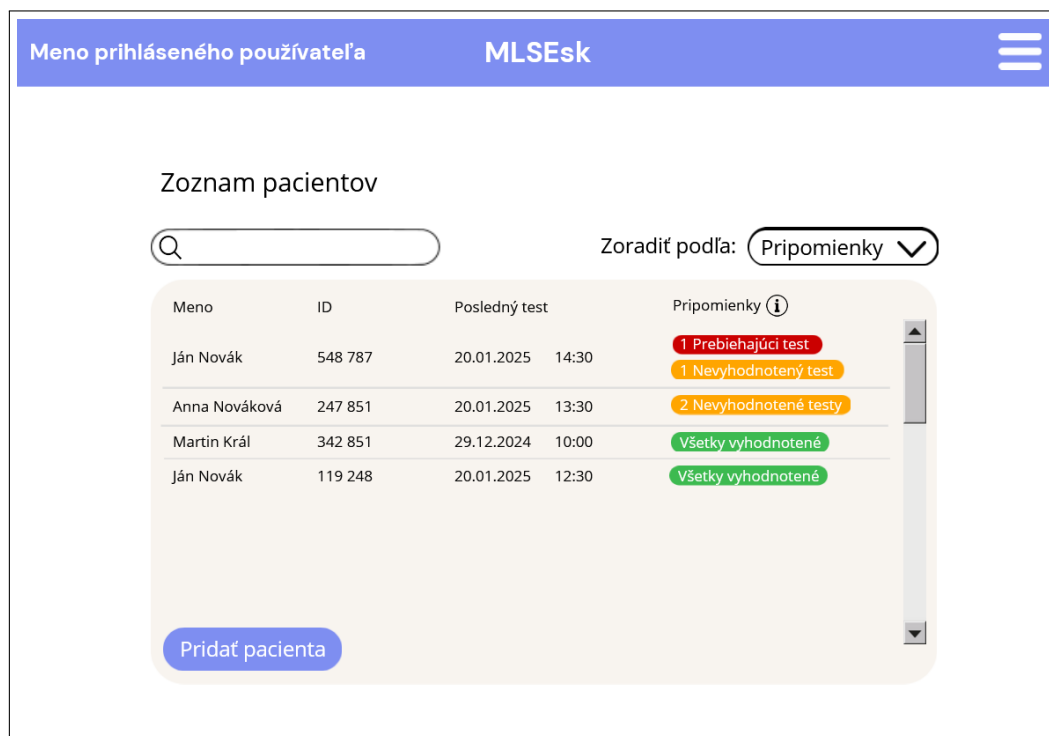 Meno prihláseného používateľa MLSEsk
Zoznam pacientov
Zoradiť podľa: Pripomienky
Meno ID Posledný test Pripomienky i
Ján Novák 548 787 20.01.2025 14:30 1 Prebiehajúci test
1 Nevyhodnotený test
Anna Nováková 247 851 20.01.2025 13:30 2 Nevyhodnotené testy
Martin Král 342 851 29.12.2024 10:00 Všetky vyhodnotené
Ján Novák 119 248 20.01.2025 12:30 Všetky vyhodnotené
Pridať pacienta